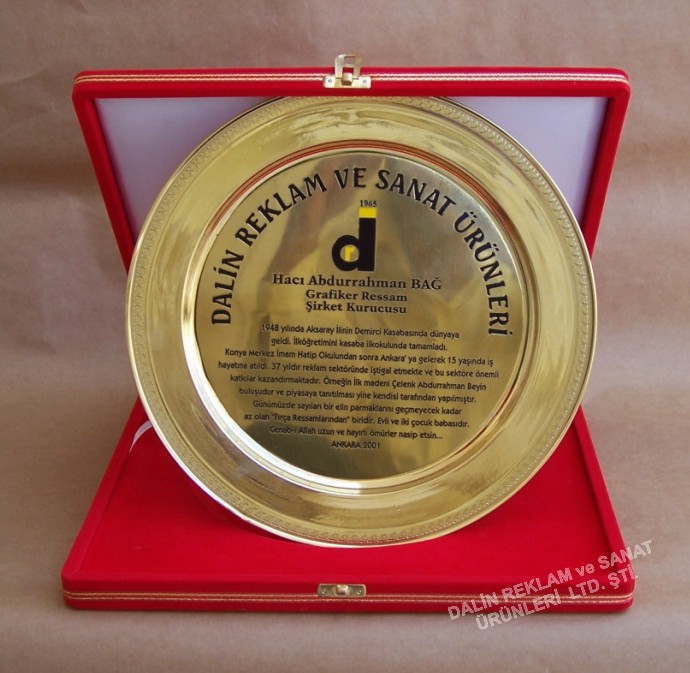 DALİN REKLAM VE SANAT ÜRÜNLERİ
1965
d
Hacı Abdurrahman BAĞ
Grafiker Ressam
Şirket Kurucusu
1948 yılında Aksaray İlinin Demirci Kasabasında dünyaya
geldi. İlköğretimini kasaba ilkokulunda tamamladı.
Konya Merkez İmam Hatip Okulundan sonra Ankara' ya gelerek 15 yaşında iş
hayatına atıldı. 37 yıldır reklam sektöründe iştigal etmekte ve bu sektöre önemli
katkılar kazandırmaktadır. Örneğin İlk madeni Çelenk Abdurrahman Beyin
buluşudur ve piyasaya tanıtılması yine kendisi tarafından yapılmıştır.
Günümüzde sayıları bir elin parmaklarını geçmeyecek kadar
az olan "Fırça Ressamlarından" biridir. Evli ve iki çocuk babasıdır.
Cenab-ı Allah uzun ve hayırlı ömürler nasip etsin...
ANKARA 2001
DALİN REKLAM ve SANAT
ÜRÜNLERİ LTD. ŞTİ.